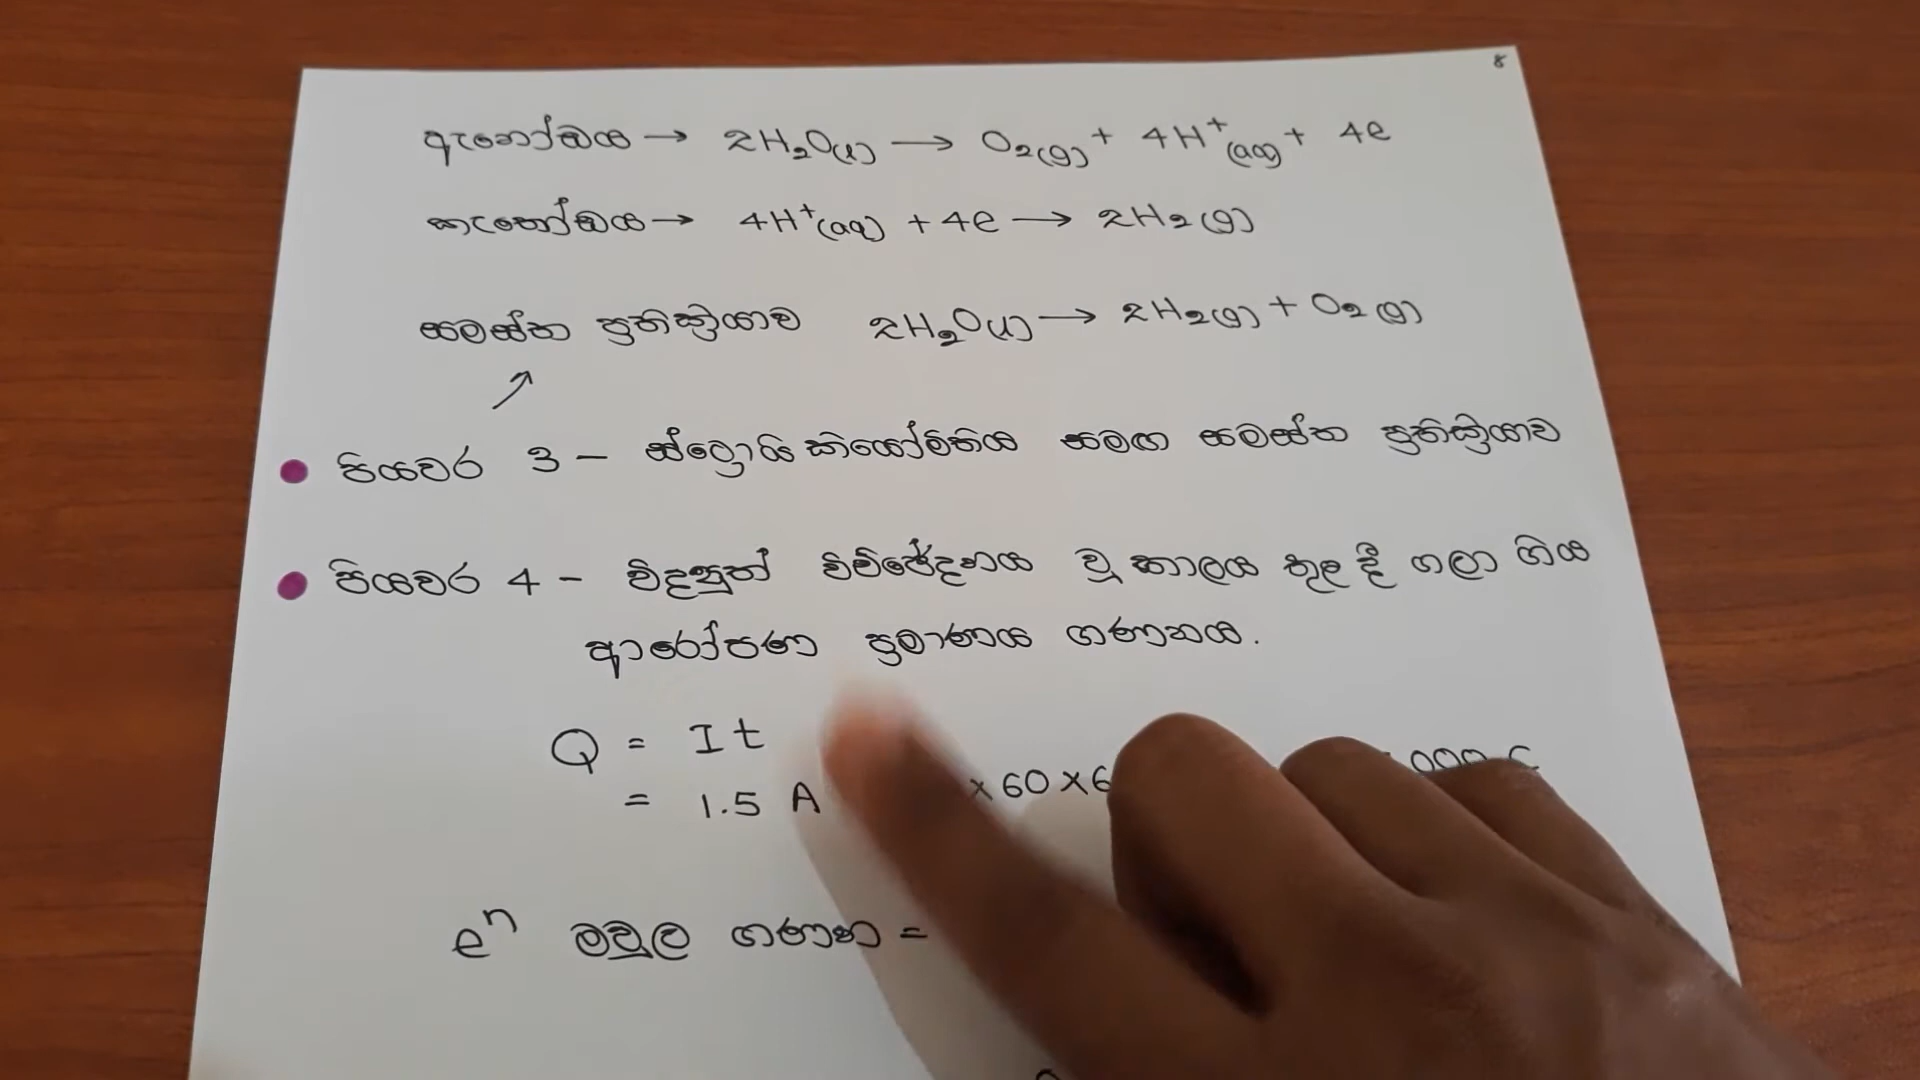 8
ඇනෝඩය → 2H₂O(l) → O₂(g) + 4H⁺(aq) + 4e
කැතෝඩය → 4H⁺(aq) + 4e → 2H₂(g)
සමස්ත ප්‍රතික්‍රියාව 2H₂O(l) → 2H₂(g) + O₂(g)
↗
● පියවර 3 – ස්ටොයිකියෝමිතිය සමඟ සමස්ත ප්‍රතික්‍රියාව
● පියවර 4 – විද්‍යුත් විච්ඡේදනය වූ කාලය තුල දී ගලා ගිය
ආරෝපණ ප්‍රමාණය ගණනය.
Q = It
= 1.5 A × 60 ×
eⁿ මවුල ගණන =